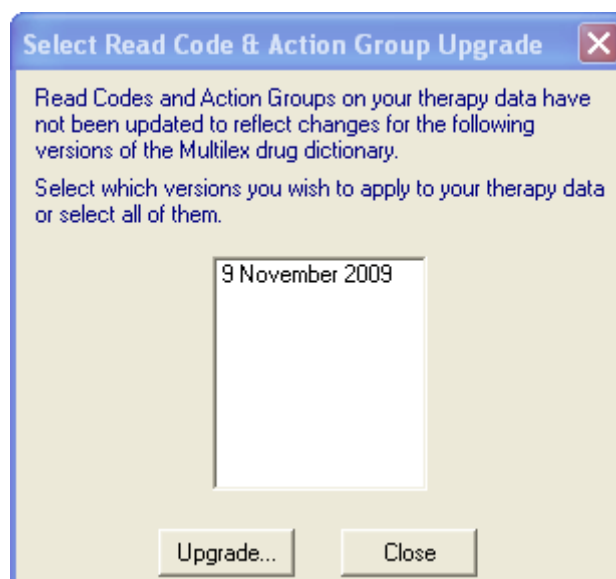 Select Read Code & Action Group Upgrade
Read Codes and Action Groups on your therapy data have
not been updated to reflect changes for the following
versions of the Multilex drug dictionary.
Select which versions you wish to apply to your therapy data
or select all of them.
9 November 2009
Upgrade... Close